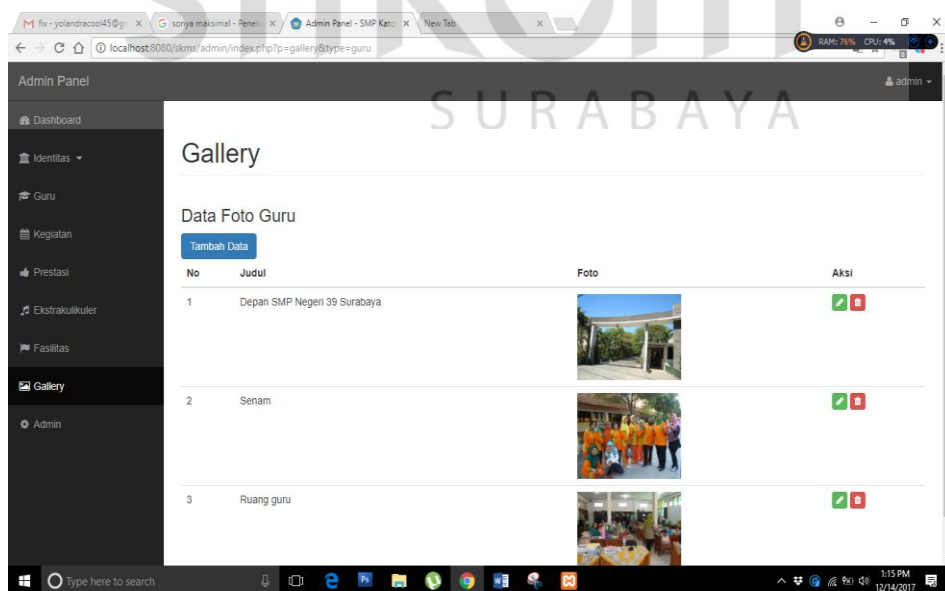 fix - yolandracool45@gm
sonya maksimal - Penelu
Admin Panel - SMP Kato
New Tab
localhost:8080/skms/admin/index.php?p=gallery&type=guru
RAM: 76% CPU: 4%
Admin Panel
admin
SURABAYA
Dashboard
Identitas
Guru
Kegiatan
Prestasi
Ekstrakulikuler
Fasilitas
Gallery
Admin
Gallery
Data Foto Guru
Tambah Data
No Judul Foto Aksi
1 Depan SMP Negeri 39 Surabaya
2 Senam
3 Ruang guru
Type here to search
1:15 PM
12/14/2017